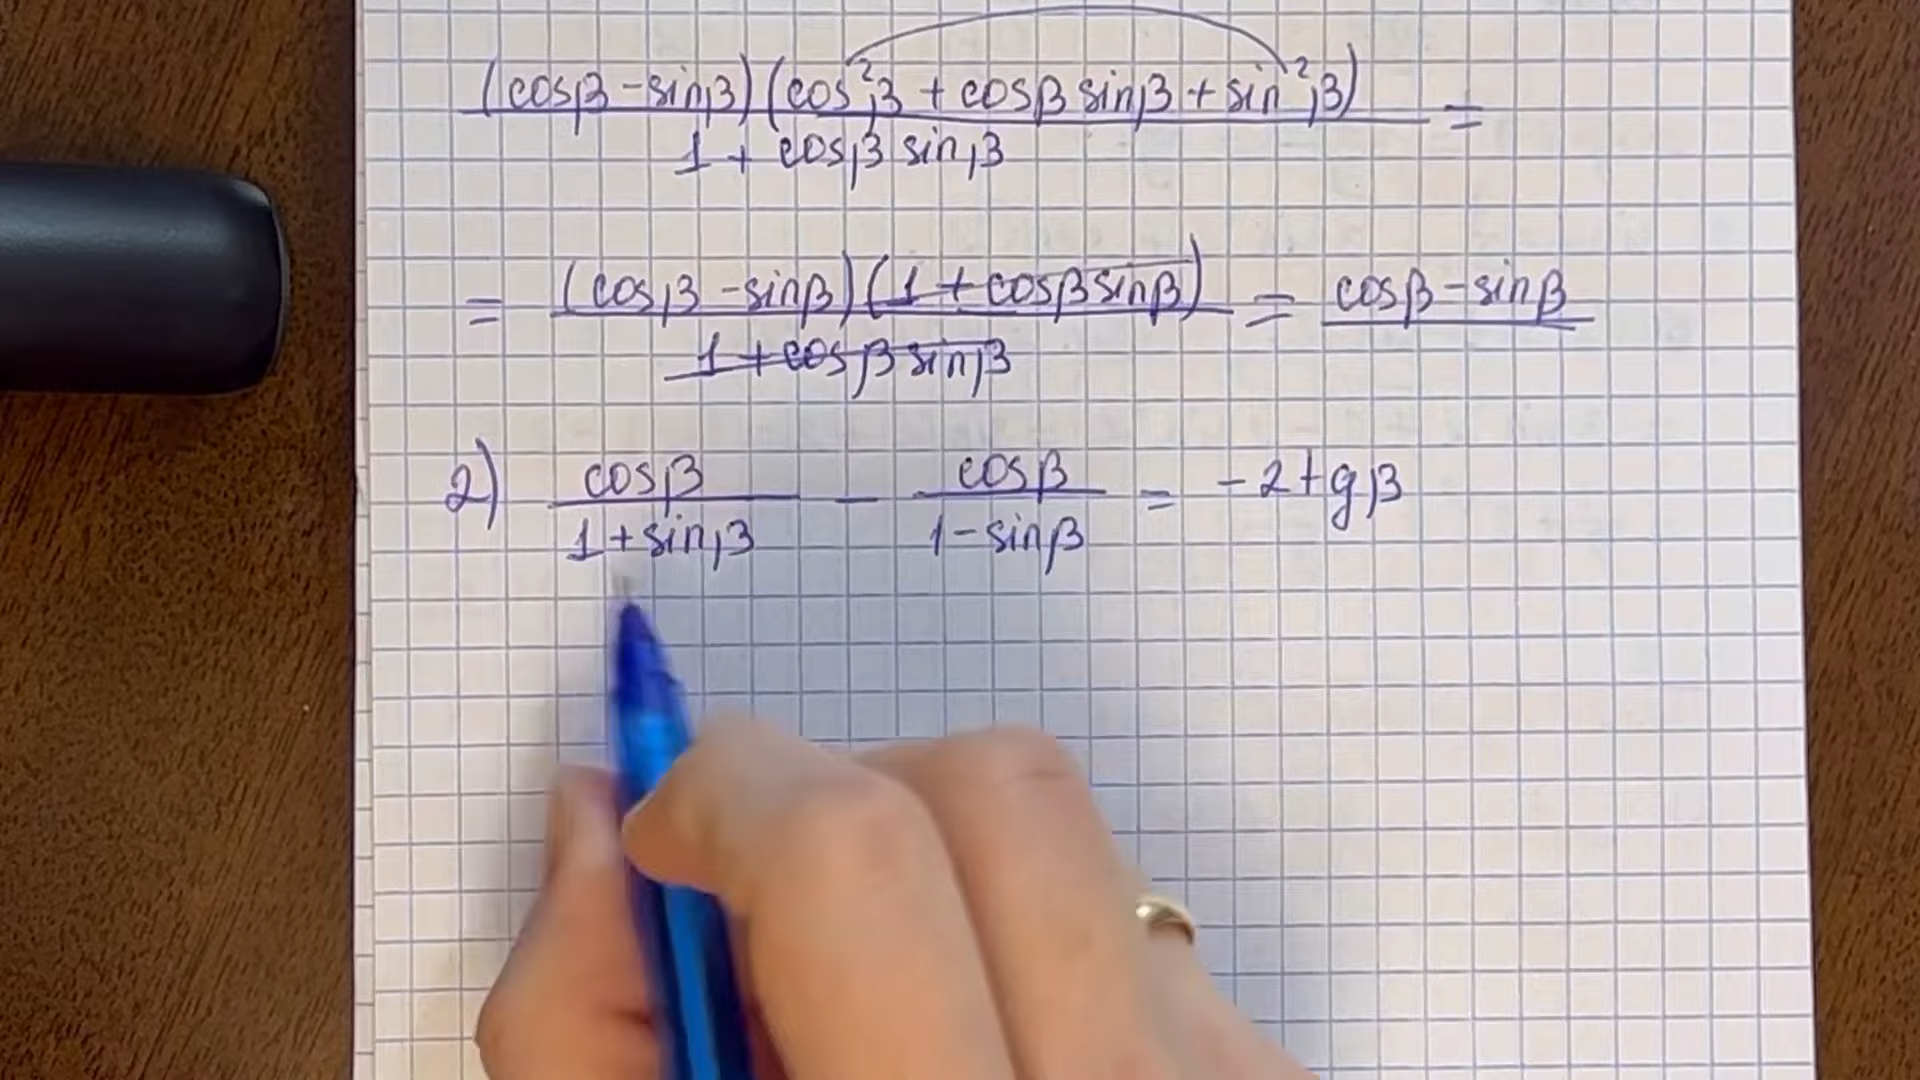 (cosβ - sinβ)(cos²β + cosβ sinβ + sin²β) =
1 + cosβ sinβ
= (cosβ - sinβ)(1 + cosβ sinβ) = cosβ - sinβ
1 + cosβ sinβ
2) cosβ - cosβ = -2tgβ
1 + sinβ 1 - sinβ